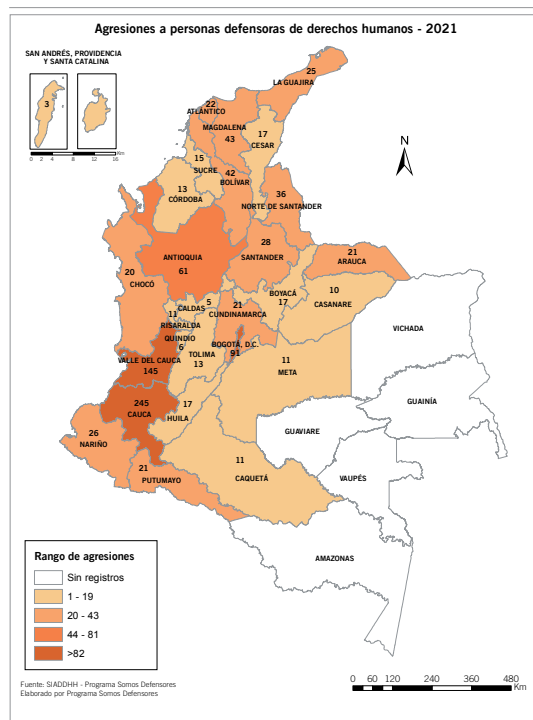 Agresiones a personas defensoras de derechos humanos - 2021
SAN ANDRÉS, PROVIDENCIA
Y SANTA CATALINA
3
Km
0 2 4 8 12 16
N
25
LA GUAJIRA
22
ATLÁNTICO
MAGDALENA
43
17
CESAR
15
SUCRE
42
BOLÍVAR
13
CÓRDOBA
36
NORTE DE SANTANDER
ANTIOQUIA
61
28
SANTANDER
21
ARAUCA
20
CHOCÓ
BOYACÁ
17
10
CASANARE
5
CALDAS
21
CUNDINAMARCA
11
RISARALDA
QUINDIO
6
BOGOTÁ, D.C.
91
VICHADA
VALLE DEL CAUCA
145
TOLIMA
13
11
META
GUAINÍA
245
CAUCA
17
HUILA
GUAVIARE
26
NARIÑO
21
PUTUMAYO
11
CAQUETÁ
VAUPÉS
AMAZONAS
Rango de agresiones
Sin registros
1 - 19
20 - 43
44 - 81
>82
Fuente: SIADDHH - Programa Somos Defensores
Elaborado por Programa Somos Defensores
0 60 120 240 360 480
Km